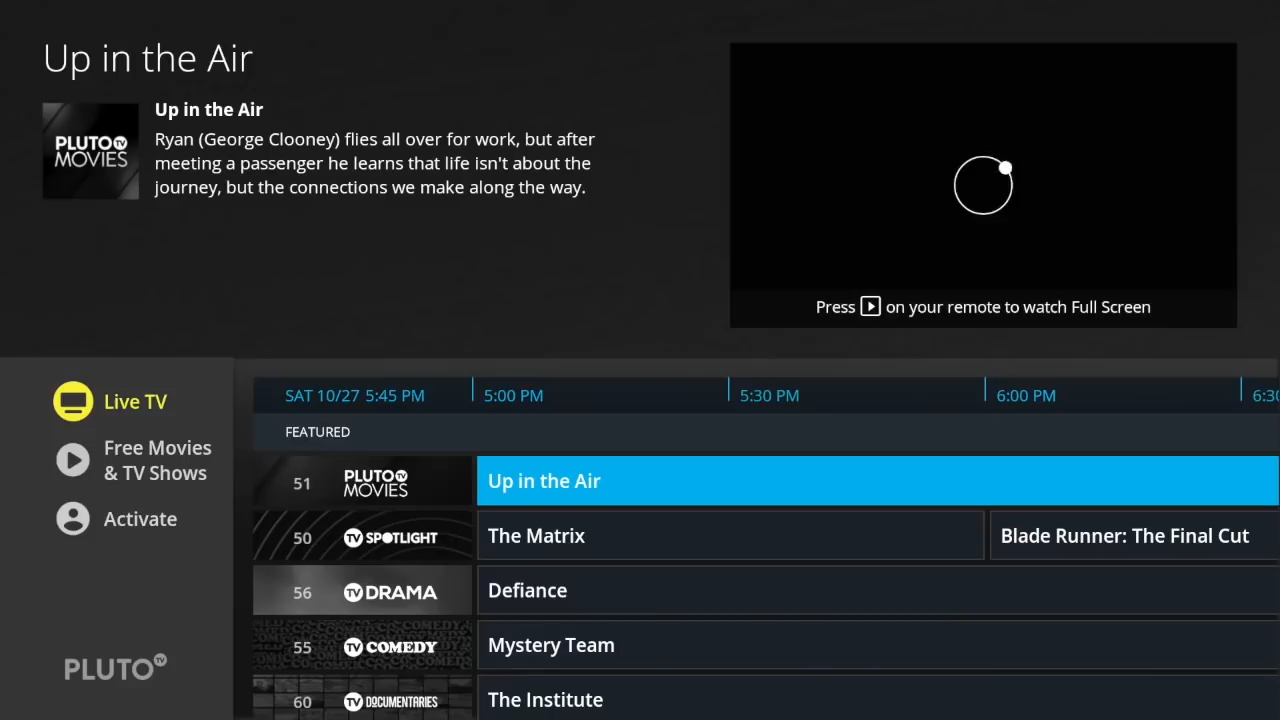 Up in the Air
PLUTO TV
MOVIES
Up in the Air
Ryan (George Clooney) flies all over for work, but after
meeting a passenger he learns that life isn't about the
journey, but the connections we make along the way.
Press on your remote to watch Full Screen
Live TV
Free Movies
& TV Shows
Activate
PLUTO TV
SAT 10/27 5:45 PM 5:00 PM 5:30 PM 6:00 PM 6:30
FEATURED
51 PLUTO TV MOVIES Up in the Air
50 TV SPOTLIGHT The Matrix Blade Runner: The Final Cut
56 TV DRAMA Defiance
55 TV COMEDY Mystery Team
60 TV DOCUMENTARIES The Institute